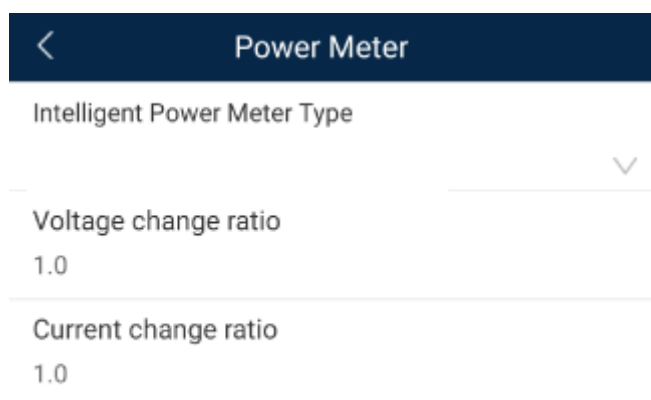 Power Meter
Intelligent Power Meter Type
Voltage change ratio
1.0
Current change ratio
1.0